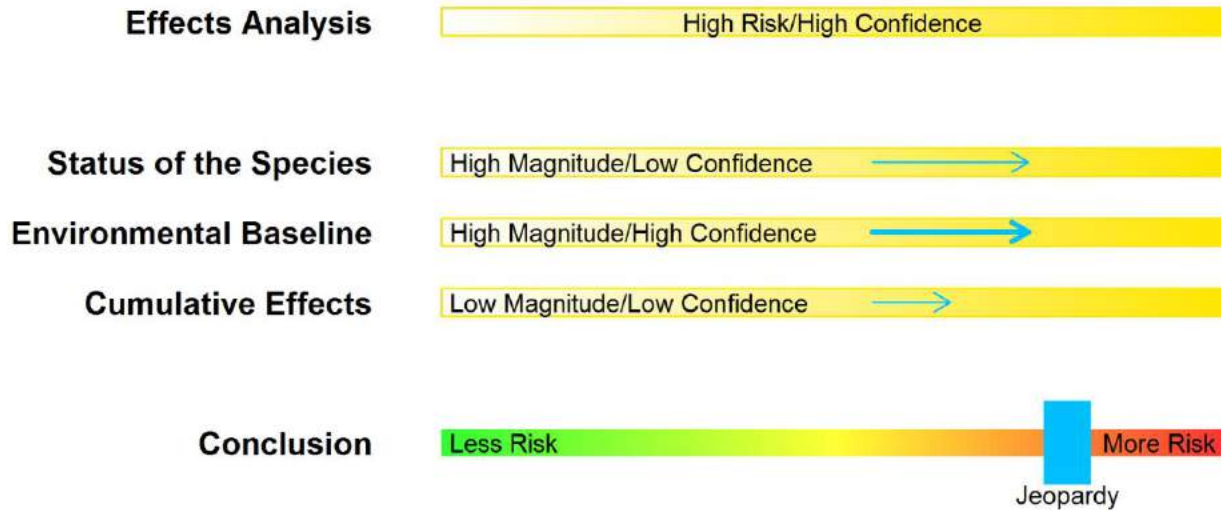 Effects Analysis High Risk/High Confidence
Status of the Species High Magnitude/Low Confidence
Environmental Baseline High Magnitude/High Confidence
Cumulative Effects Low Magnitude/Low Confidence
Conclusion Less Risk More Risk
Jeopardy